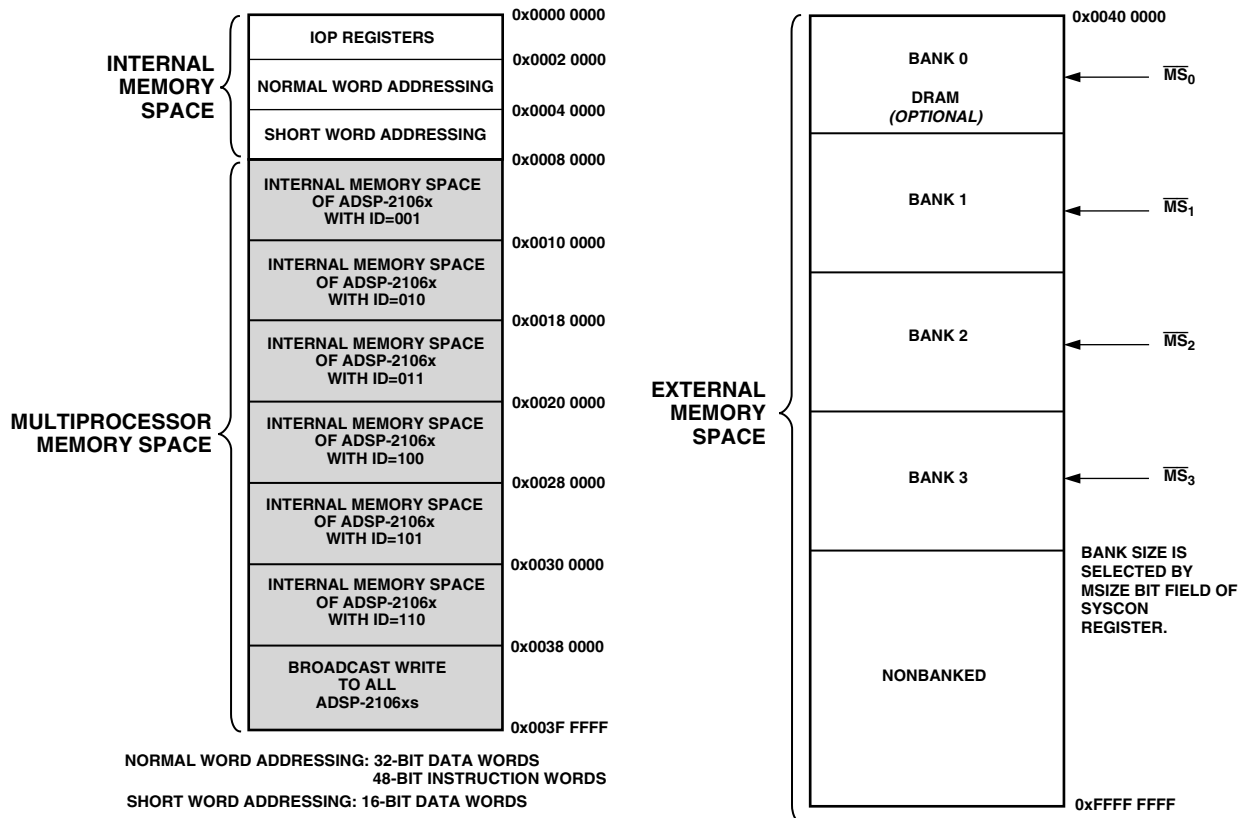 0x0000 0000
IOP REGISTERS
0x0002 0000
INTERNAL
MEMORY
SPACE
NORMAL WORD ADDRESSING
0x0004 0000
SHORT WORD ADDRESSING
0x0008 0000
INTERNAL MEMORY SPACE
OF ADSP-2106x
WITH ID=001
0x0010 0000
INTERNAL MEMORY SPACE
OF ADSP-2106x
WITH ID=010
0x0018 0000
INTERNAL MEMORY SPACE
OF ADSP-2106x
WITH ID=011
0x0020 0000
MULTIPROCESSOR
MEMORY SPACE
INTERNAL MEMORY SPACE
OF ADSP-2106x
WITH ID=100
0x0028 0000
INTERNAL MEMORY SPACE
OF ADSP-2106x
WITH ID=101
0x0030 0000
INTERNAL MEMORY SPACE
OF ADSP-2106x
WITH ID=110
0x0038 0000
BROADCAST WRITE
TO ALL
ADSP-2106xs
0x003F FFFF
NORMAL WORD ADDRESSING: 32-BIT DATA WORDS
48-BIT INSTRUCTION WORDS
SHORT WORD ADDRESSING: 16-BIT DATA WORDS
0x0040 0000
BANK 0
M̅S̅0
DRAM
(OPTIONAL)
BANK 1
M̅S̅1
BANK 2
M̅S̅2
EXTERNAL
MEMORY
SPACE
BANK 3
M̅S̅3
BANK SIZE IS
SELECTED BY
MSIZE BIT FIELD OF
SYSCON
REGISTER.
NONBANKED
0xFFFF FFFF